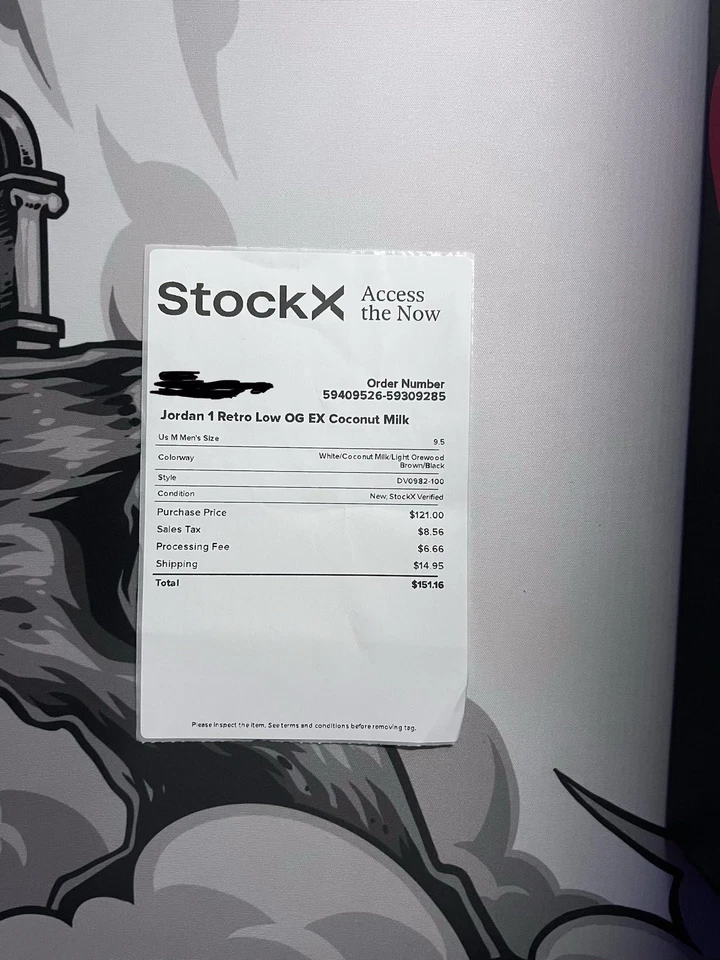 StockX Access
the Now
Order Number
59409526-59309285
Jordan 1 Retro Low OG EX Coconut Milk
Us M Men's Size 9.5
Colorway White/Coconut Milk/Light Orewood
Brown/Black
Style DV0982-100
Condition New, StockX Verified
Purchase Price $121.00
Sales Tax $8.56
Processing Fee $6.66
Shipping $14.95
Total $151.16
Please inspect the item. See terms and conditions before removing tag.